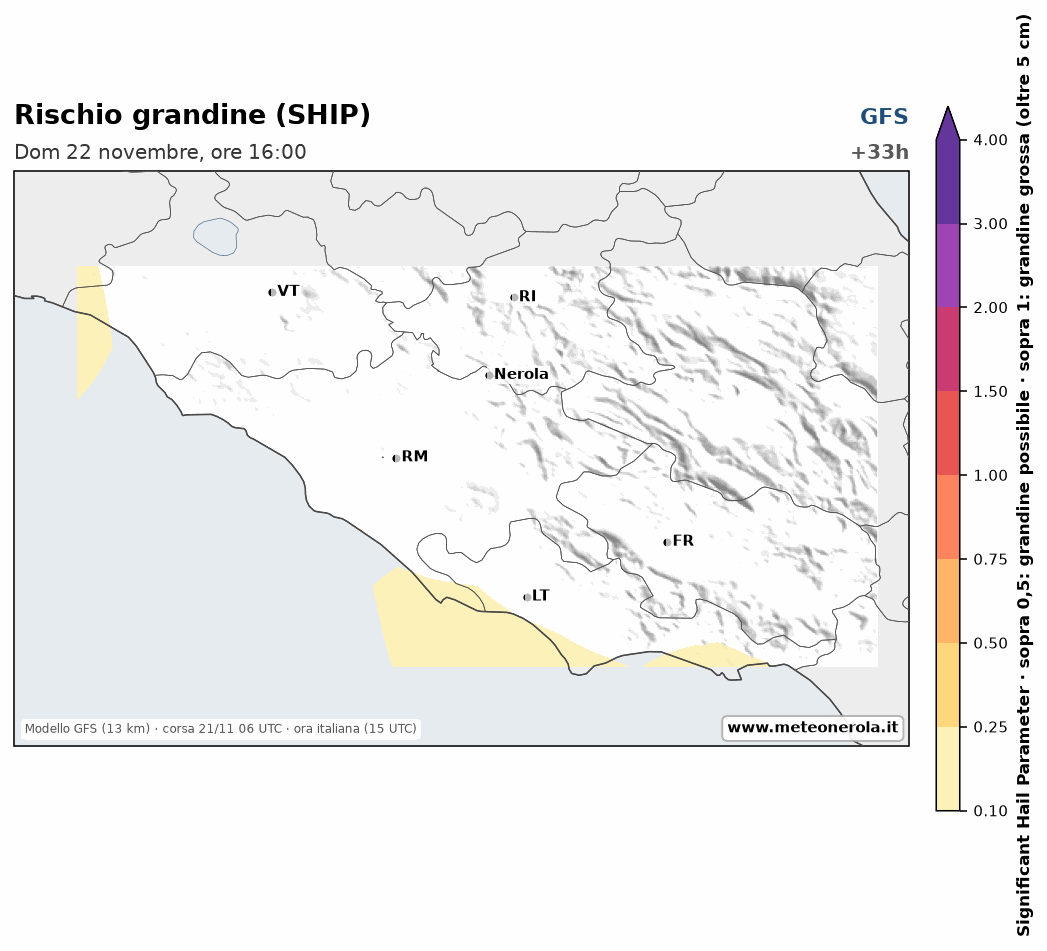 Rischio grandine (SHIP)
GFS
Dom 22 novembre, ore 16:00
+33h
VT
RI
Nerola
RM
FR
LT
Modello GFS (13 km) · corsa 21/11 06 UTC · ora italiana (15 UTC)
www.meteonerola.it
4.00
3.00
2.00
1.50
1.00
0.75
0.50
0.25
0.10
Significant Hail Parameter · sopra 0,5: grandine possibile · sopra 1: grandine grossa (oltre 5 cm)